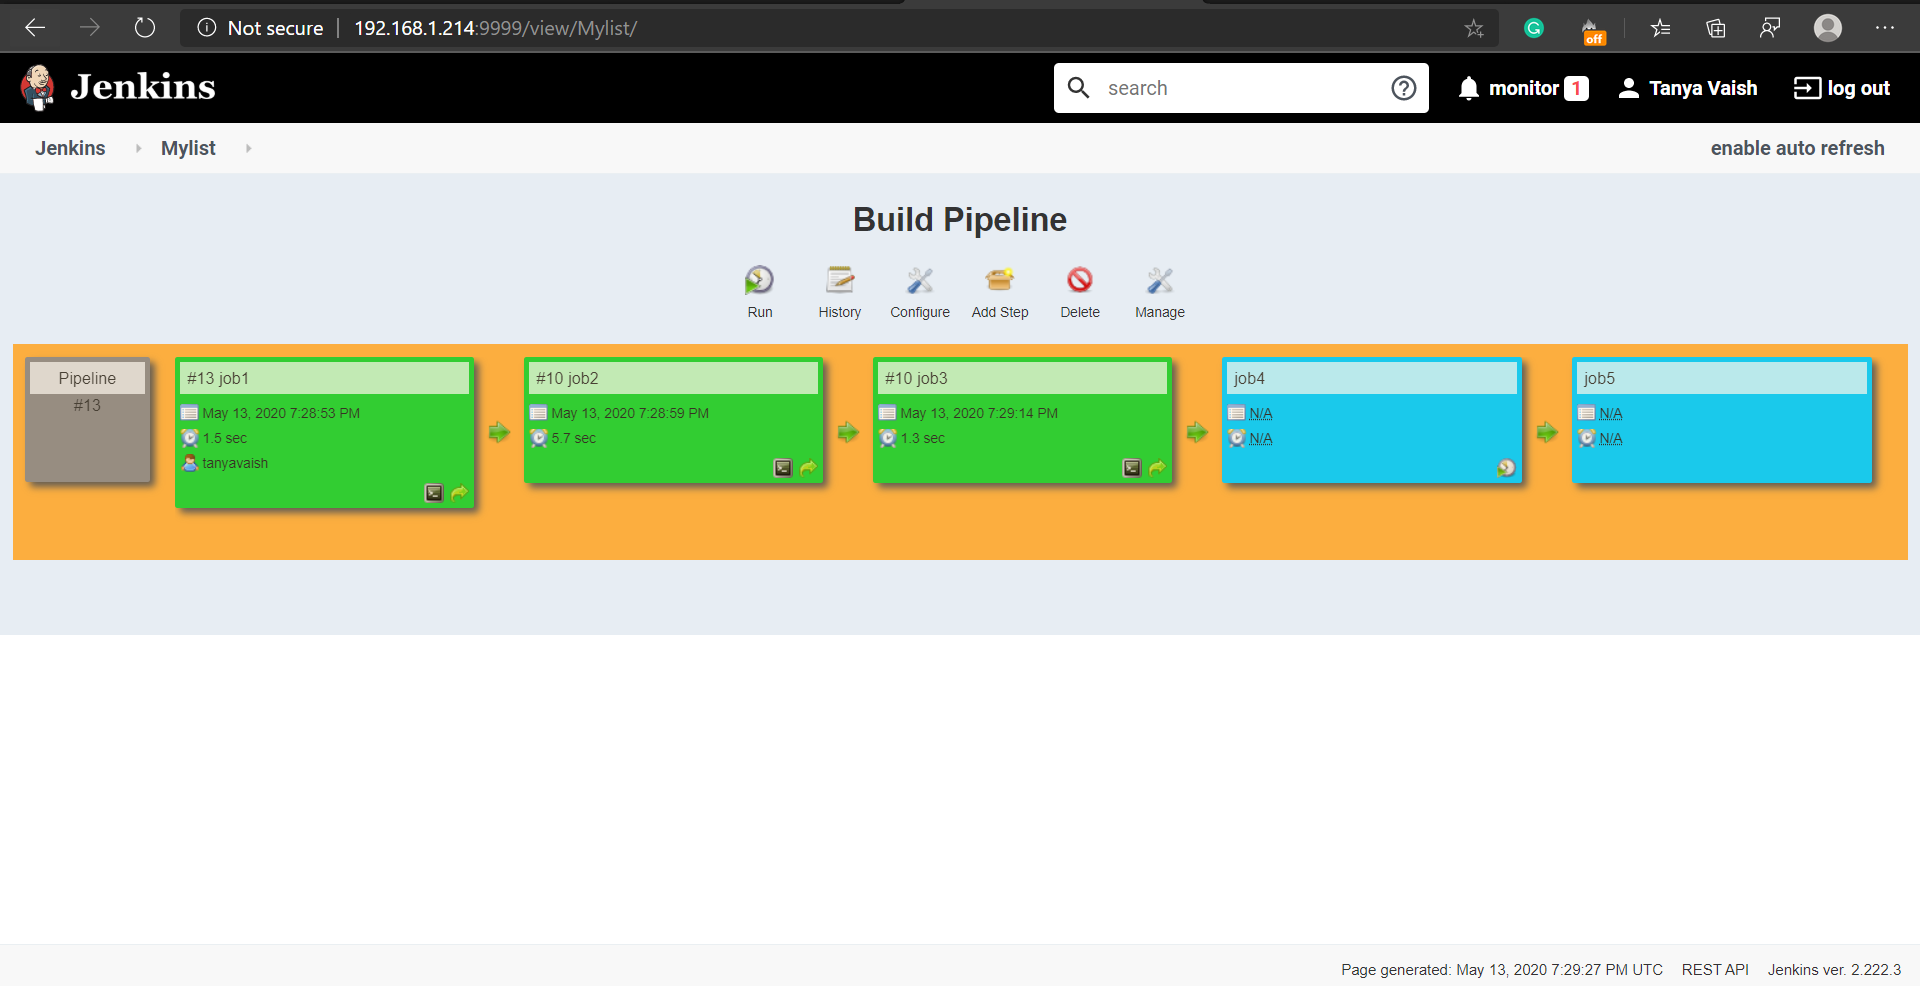 Not secure | 192.168.1.214:9999/view/Mylist/
off
Jenkins
search
monitor 1
Tanya Vaish
log out
Jenkins
Mylist
enable auto refresh
Build Pipeline
Run
History
Configure
Add Step
Delete
Manage
Pipeline
#13
#13 job1
May 13, 2020 7:28:53 PM
1.5 sec
tanyavaish
#10 job2
May 13, 2020 7:28:59 PM
5.7 sec
#10 job3
May 13, 2020 7:29:14 PM
1.3 sec
job4
N/A
N/A
job5
N/A
N/A
Page generated: May 13, 2020 7:29:27 PM UTC
REST API
Jenkins ver. 2.222.3